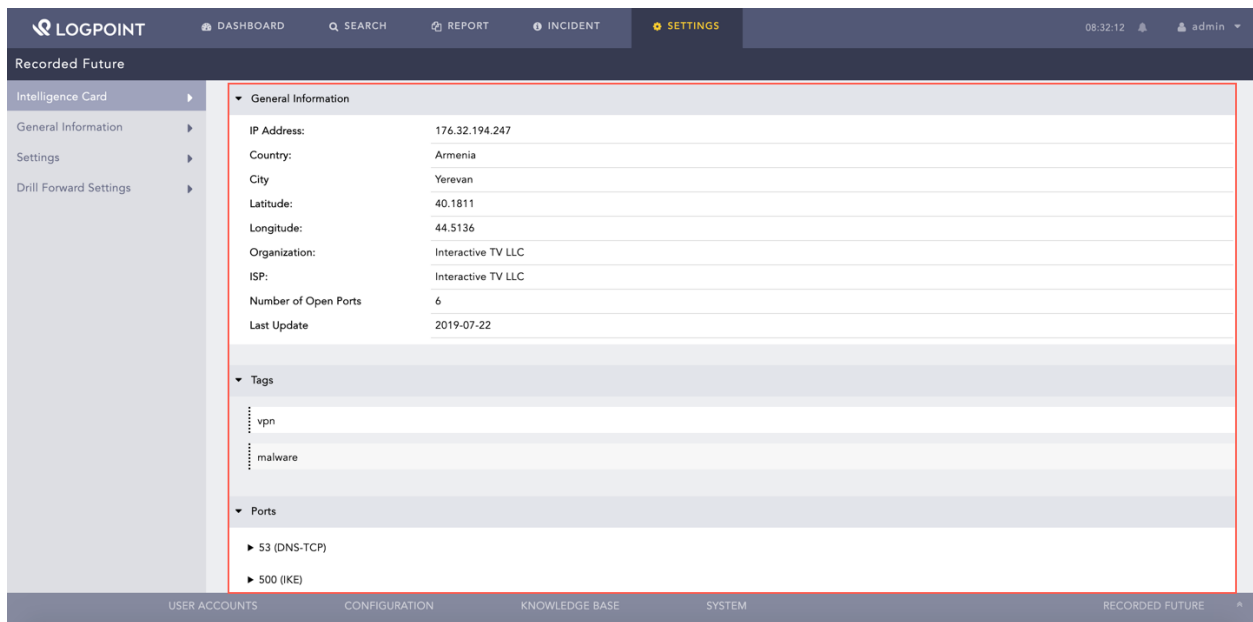 LOGPOINT DASHBOARD SEARCH REPORT INCIDENT SETTINGS 08:32:12 admin
Recorded Future
Intelligence Card
General Information
Settings
Drill Forward Settings
General Information
IP Address: 176.32.194.247
Country: Armenia
City Yerevan
Latitude: 40.1811
Longitude: 44.5136
Organization: Interactive TV LLC
ISP: Interactive TV LLC
Number of Open Ports 6
Last Update 2019-07-22
Tags
vpn
malware
Ports
53 (DNS-TCP)
500 (IKE)
USER ACCOUNTS CONFIGURATION KNOWLEDGE BASE SYSTEM RECORDED FUTURE